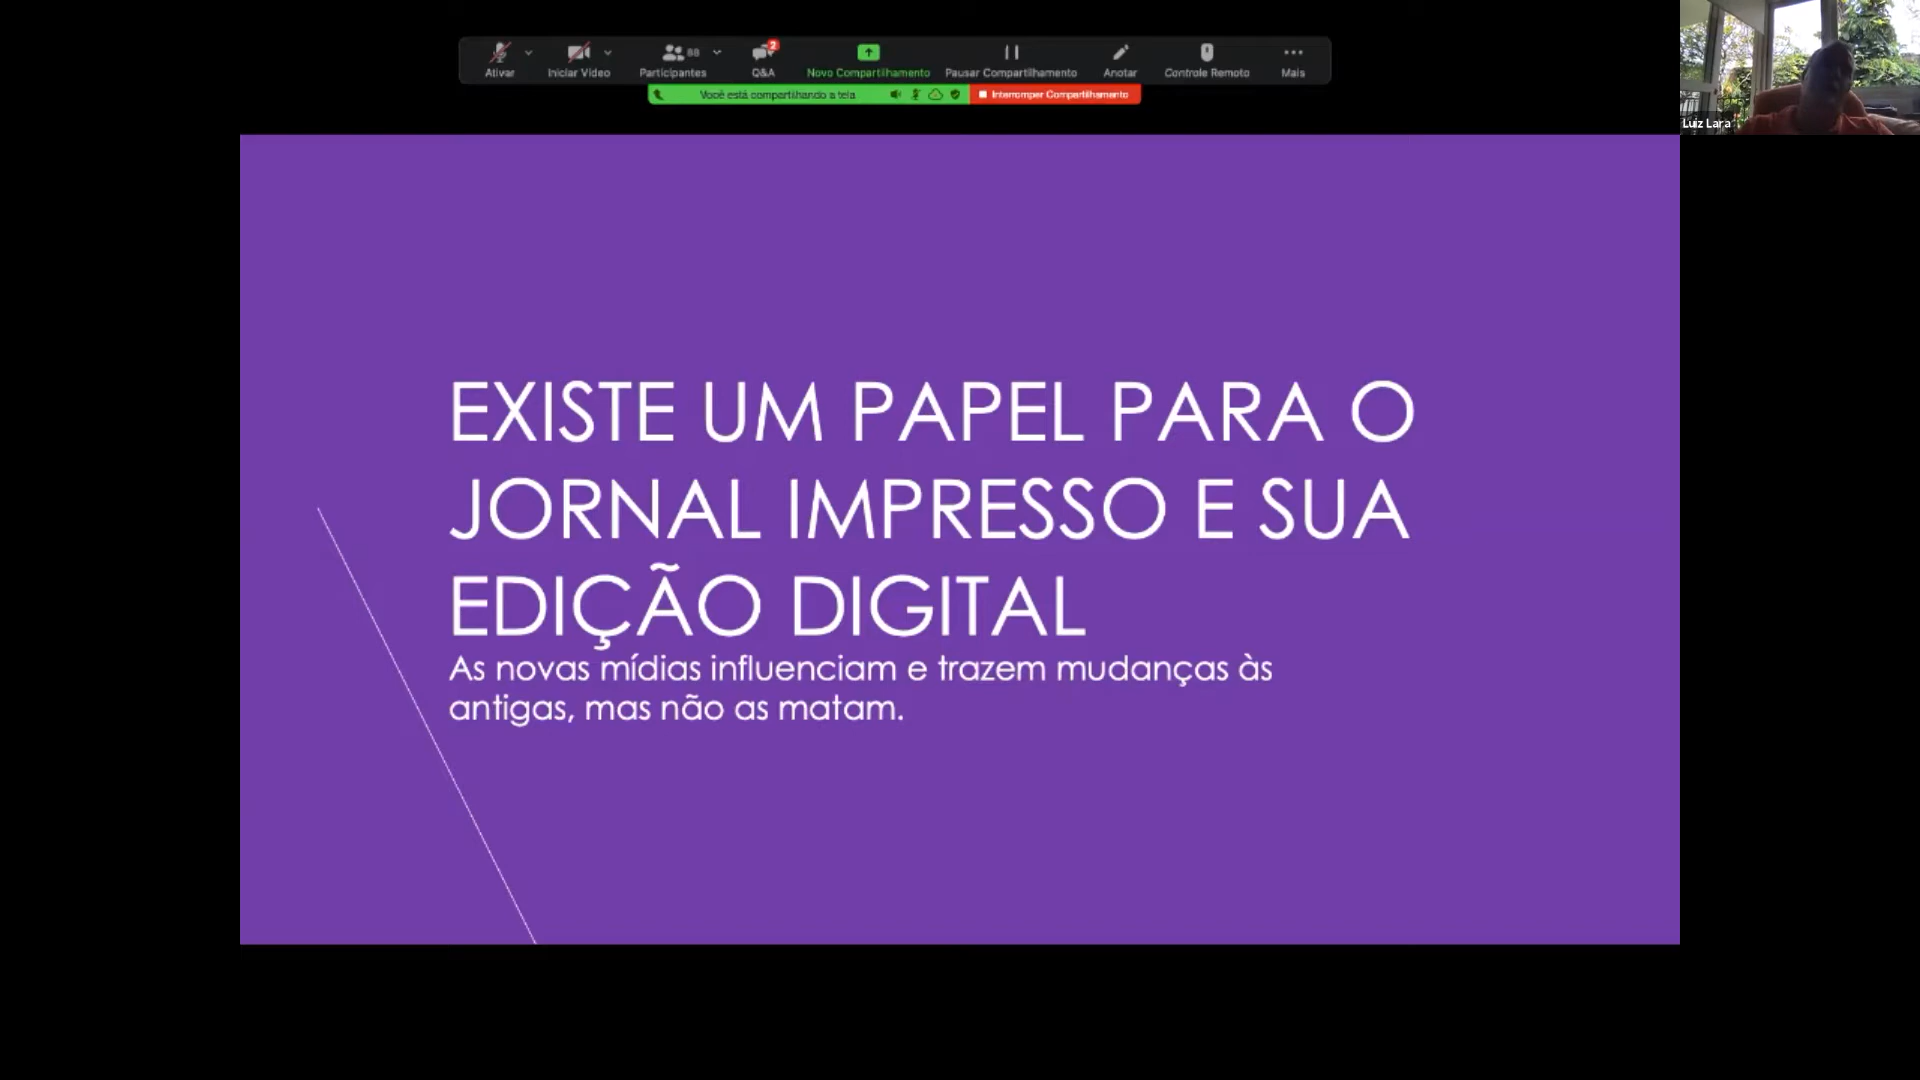 Ativar
Iniciar Vídeo
88
Participantes
2
Q&A
Novo Compartilhamento
Pausar Compartilhamento
Anotar
Controle Remoto
Mais
Você está compartilhando a tela
Interromper Compartilhamento
Luiz Lara
EXISTE UM PAPEL PARA O
JORNAL IMPRESSO E SUA
EDIÇÃO DIGITAL
As novas mídias influenciam e trazem mudanças às
antigas, mas não as matam.